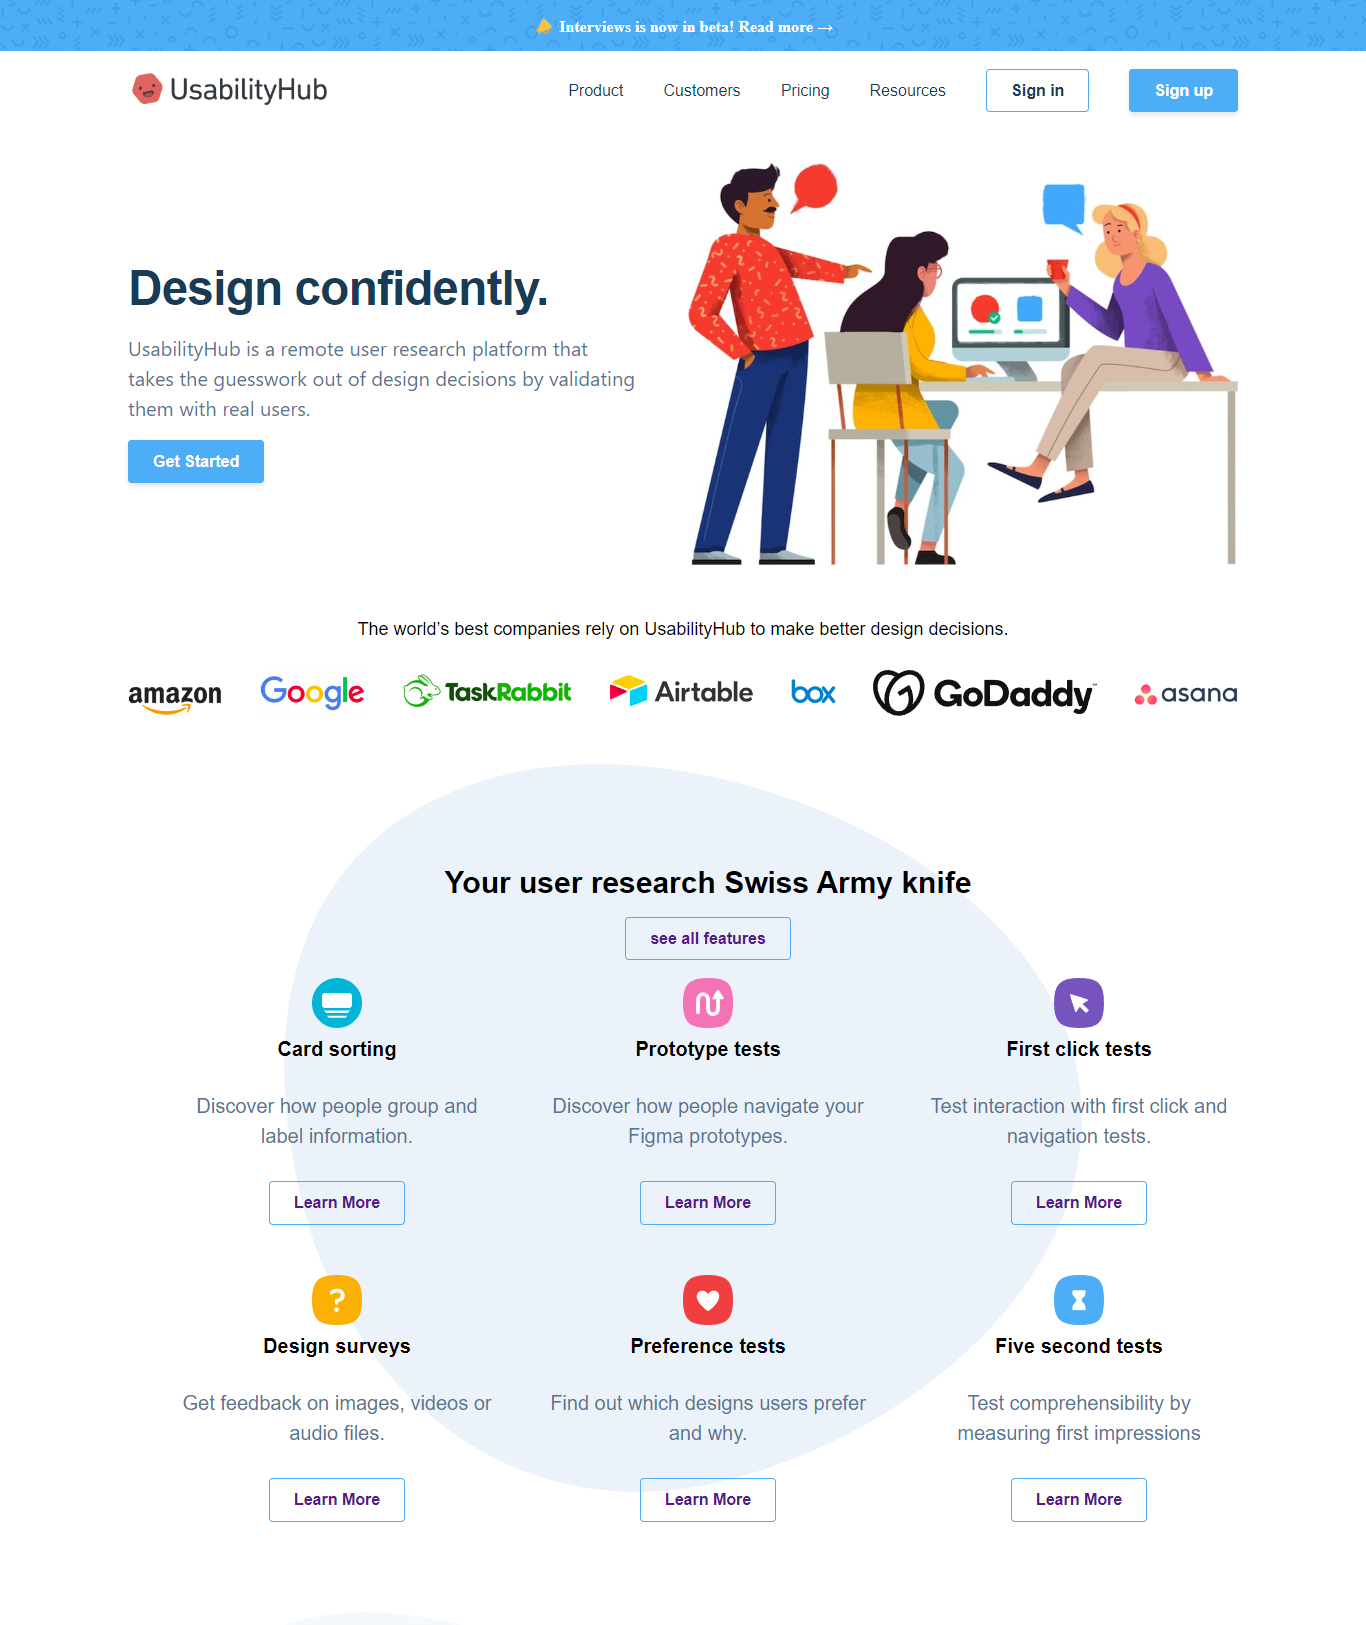 Interviews is now in beta! Read more →
UsabilityHub
Product Customers Pricing Resources Sign in Sign up
Design confidently.
UsabilityHub is a remote user research platform that
takes the guesswork out of design decisions by validating
them with real users.
Get Started
The world's best companies rely on UsabilityHub to make better design decisions.
amazon Google TaskRabbit Airtable box GoDaddy™ asana
Your user research Swiss Army knife
see all features
Card sorting Prototype tests First click tests
Discover how people group and Discover how people navigate your Test interaction with first click and
label information. Figma prototypes. navigation tests.
Learn More Learn More Learn More
?
Design surveys Preference tests Five second tests
Get feedback on images, videos or Find out which designs users prefer Test comprehensibility by
audio files. and why. measuring first impressions
Learn More Learn More Learn More